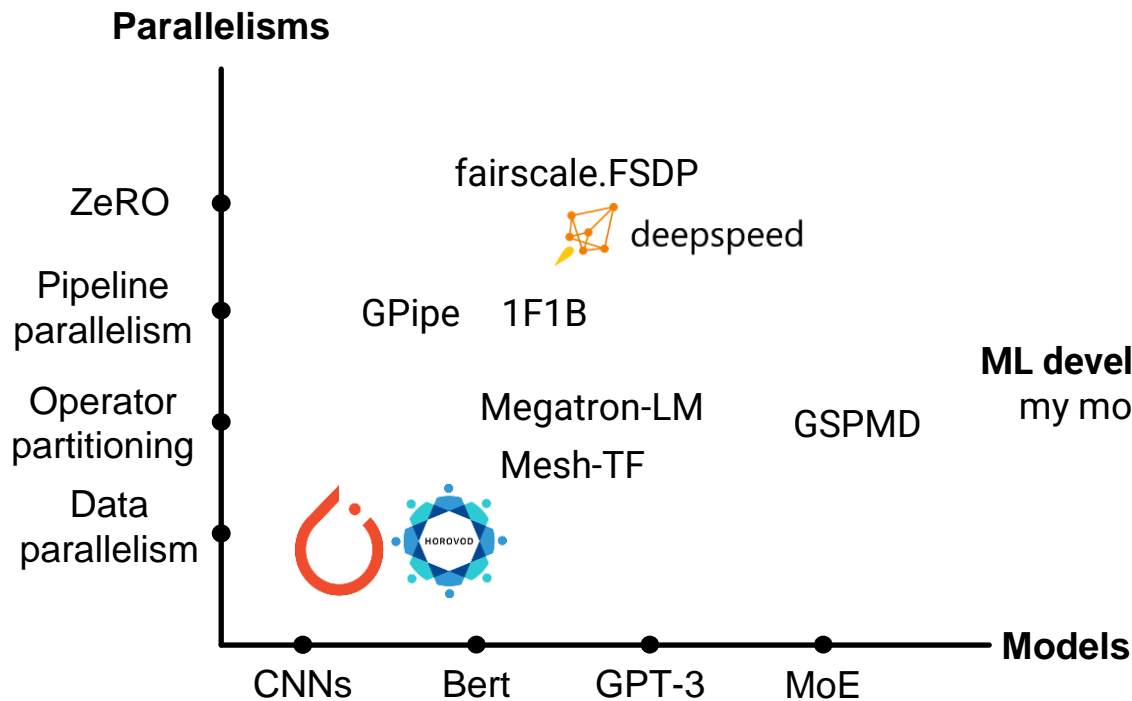 Parallelisms
fairscale.FSDP
ZeRO
deepspeed
Pipeline
parallelism
GPipe
1F1B
ML devel
my mo
Operator
partitioning
Megatron-LM
GSPMD
Mesh-TF
Data
parallelism
HOROVOD
Models
CNNs
Bert
GPT-3
MoE